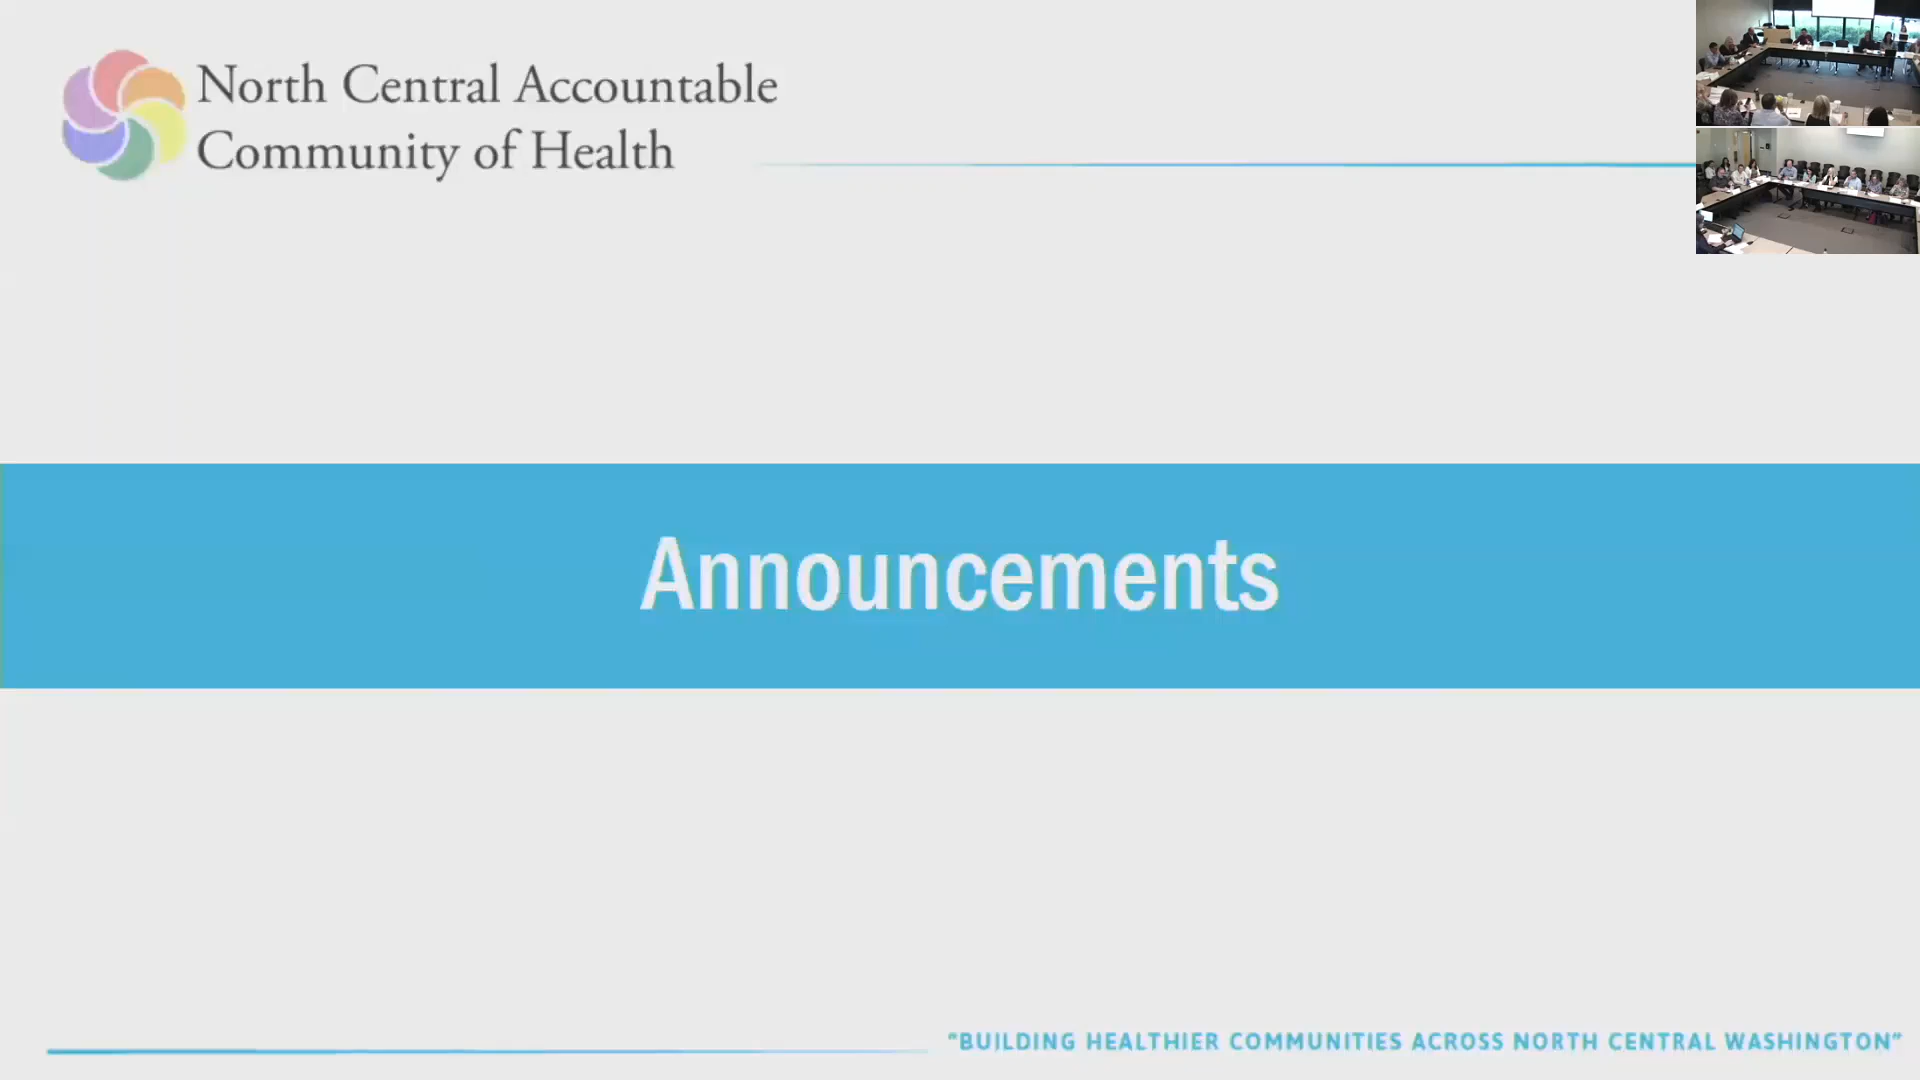 North Central Accountable
Community of Health
Announcements
"BUILDING HEALTHIER COMMUNITIES ACROSS NORTH CENTRAL WASHINGTON"